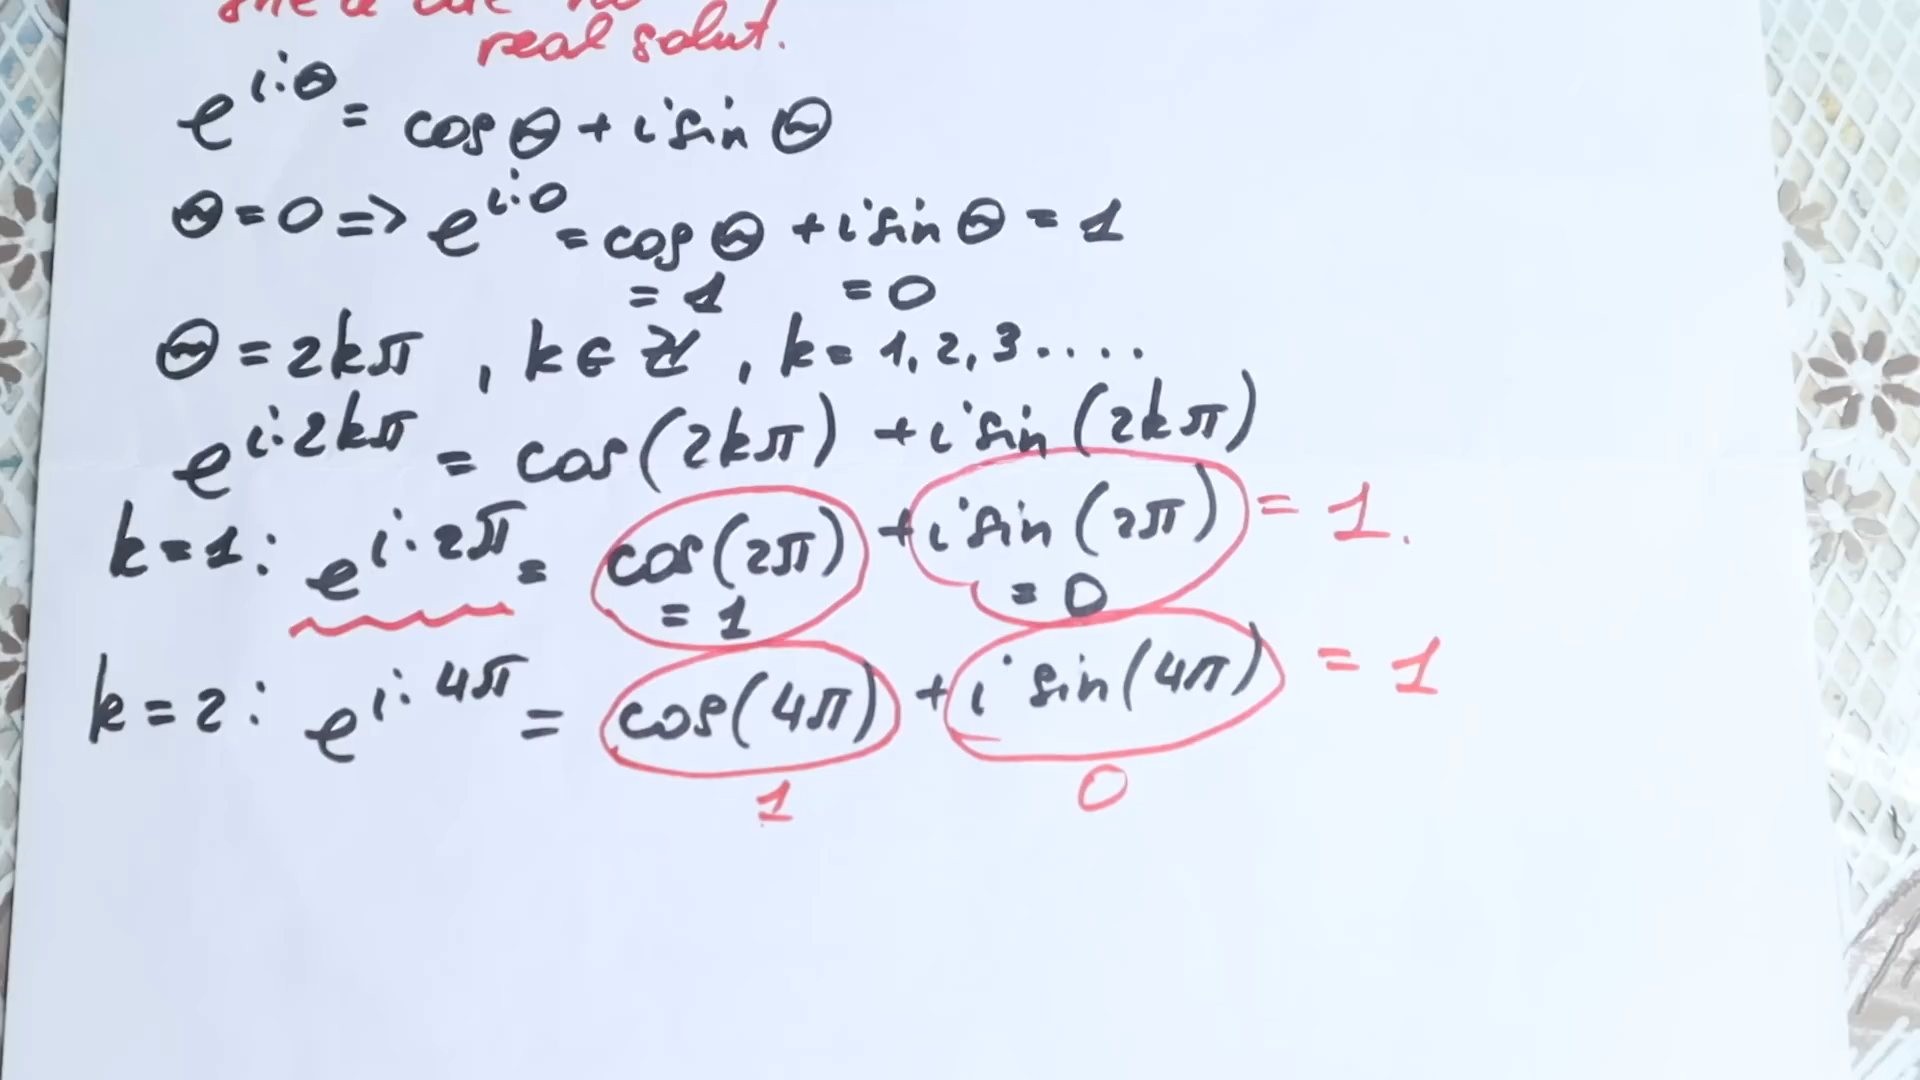 real solut.
e^{i·θ} = cos θ + i sin θ
θ = 0 => e^{i·0} = cos θ + i sin θ = 1
= 1 = 0
θ = 2kπ , k ∈ ℤ , k = 1, 2, 3....
e^{i·2kπ} = cos(2kπ) + i sin(2kπ)
k = 1 : e^{i·2π} = cos(2π) + i sin(2π) = 1.
= 1 = 0
k = 2 : e^{i·4π} = cos(4π) + i sin(4π) = 1
1 0